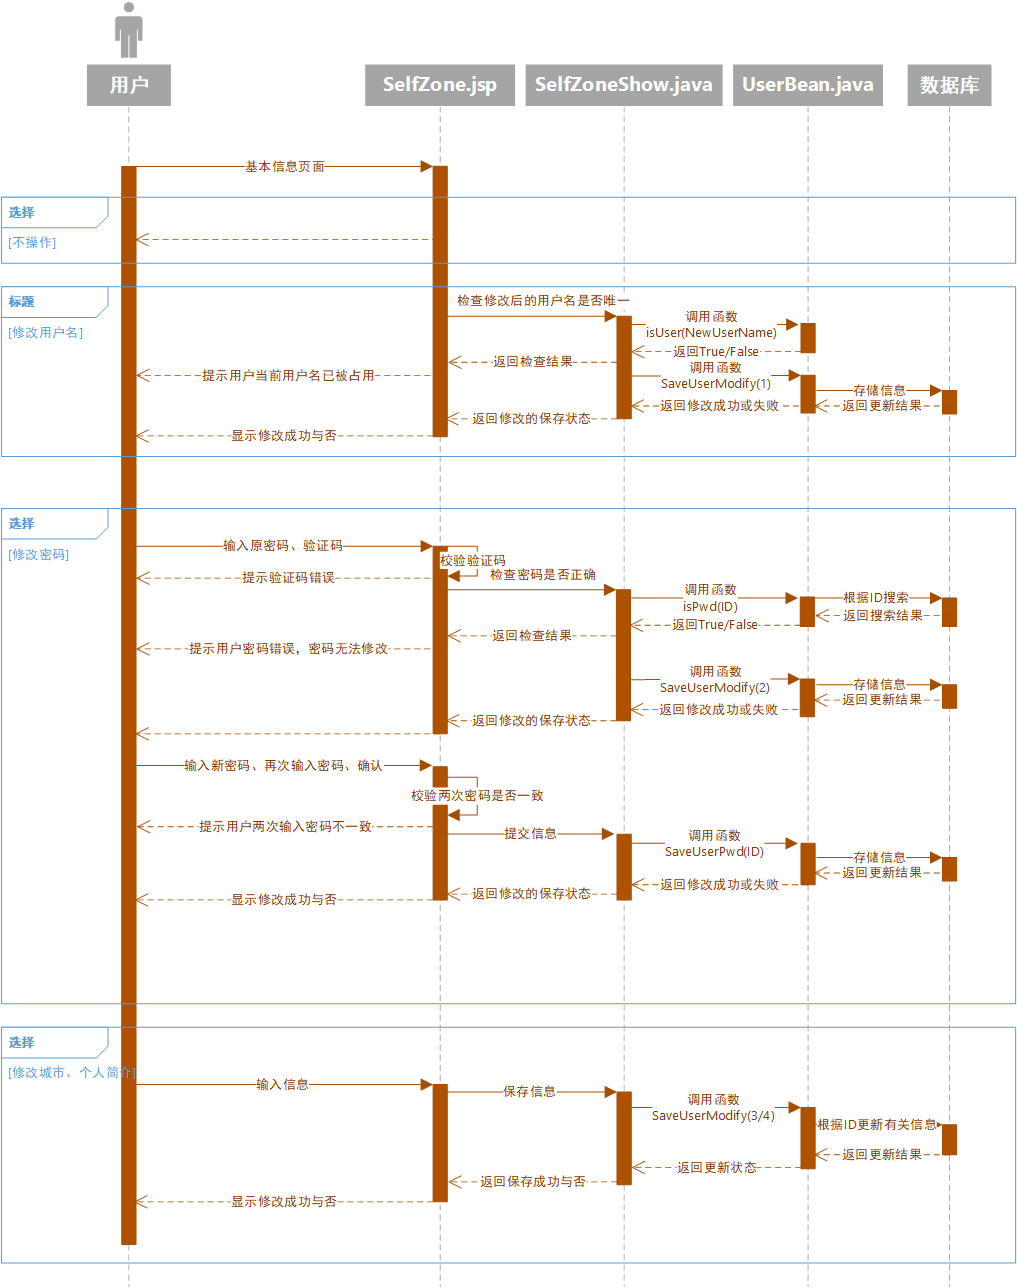 用户
SelfZone.jsp
SelfZoneShow.java
UserBean.java
数据库
基本信息页面
选择
[不操作]
标题
[修改用户名]
检查修改后的用户名是否唯一
调用函数
isUser(NewUserName)
返回True/False
返回检查结果
提示用户当前用户名已被占用
调用函数
SaveUserModify(1)
存储信息
返回更新结果
返回修改成功或失败
返回修改的保存状态
显示修改成功与否
选择
[修改密码]
输入原密码、验证码
校验验证码
提示验证码错误
检查密码是否正确
调用函数
isPwd(ID)
根据ID搜索
返回搜索结果
返回True/False
返回检查结果
提示用户密码错误，密码无法修改
调用函数
SaveUserModify(2)
存储信息
返回更新结果
返回修改成功或失败
返回修改的保存状态
输入新密码、再次输入密码、确认
校验两次密码是否一致
提示用户两次输入密码不一致
提交信息
调用函数
SaveUserPwd(ID)
存储信息
返回更新结果
返回修改成功或失败
返回修改的保存状态
显示修改成功与否
选择
[修改城市、个人简介]
输入信息
保存信息
调用函数
SaveUserModify(3/4)
根据ID更新有关信息
返回更新结果
返回更新状态
返回保存成功与否
显示修改成功与否